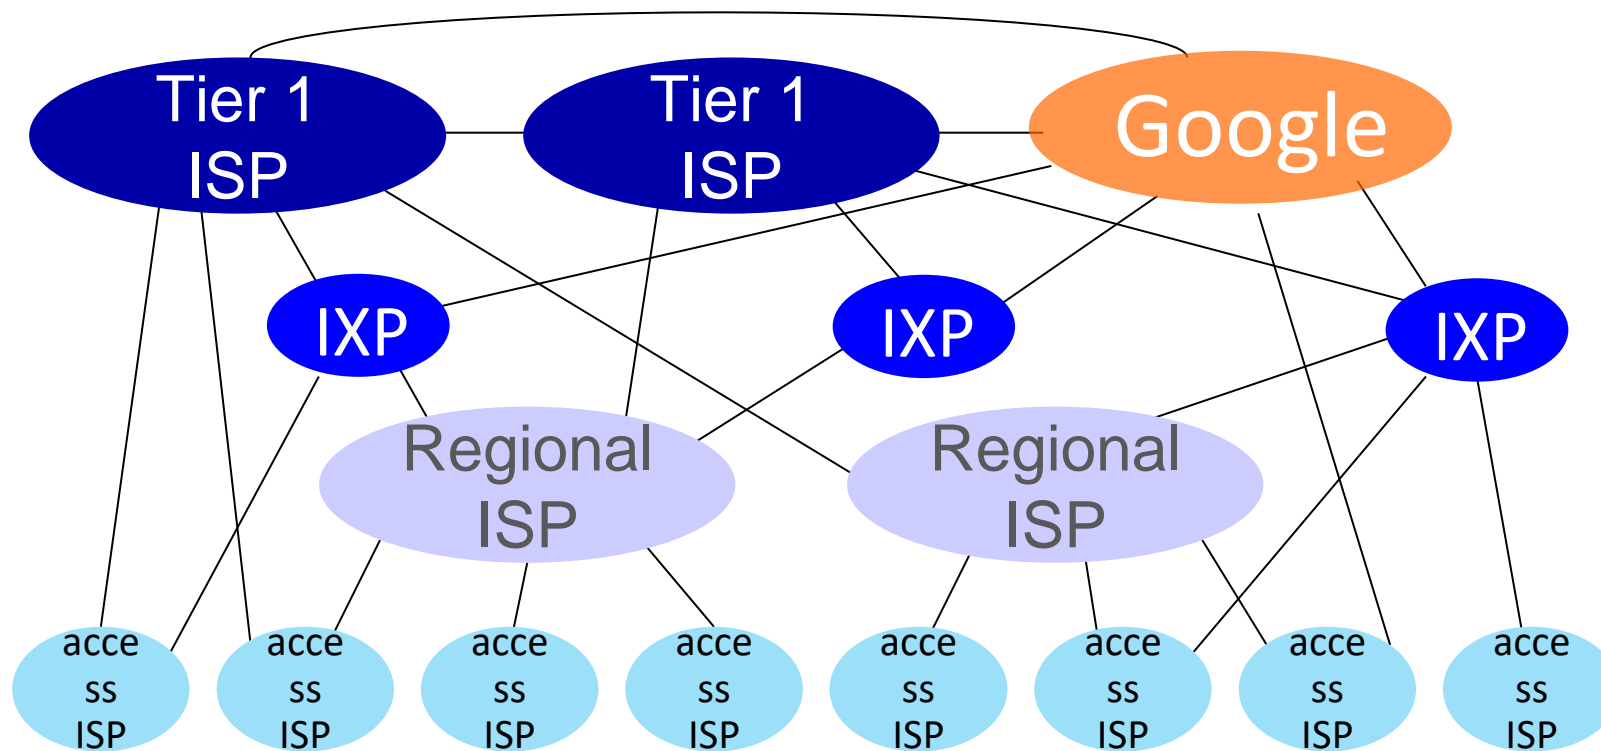 Tier 1
ISP
Tier 1
ISP
Google
IXP
IXP
IXP
Regional
ISP
Regional
ISP
acce
ss
ISP
acce
ss
ISP
acce
ss
ISP
acce
ss
ISP
acce
ss
ISP
acce
ss
ISP
acce
ss
ISP
acce
ss
ISP